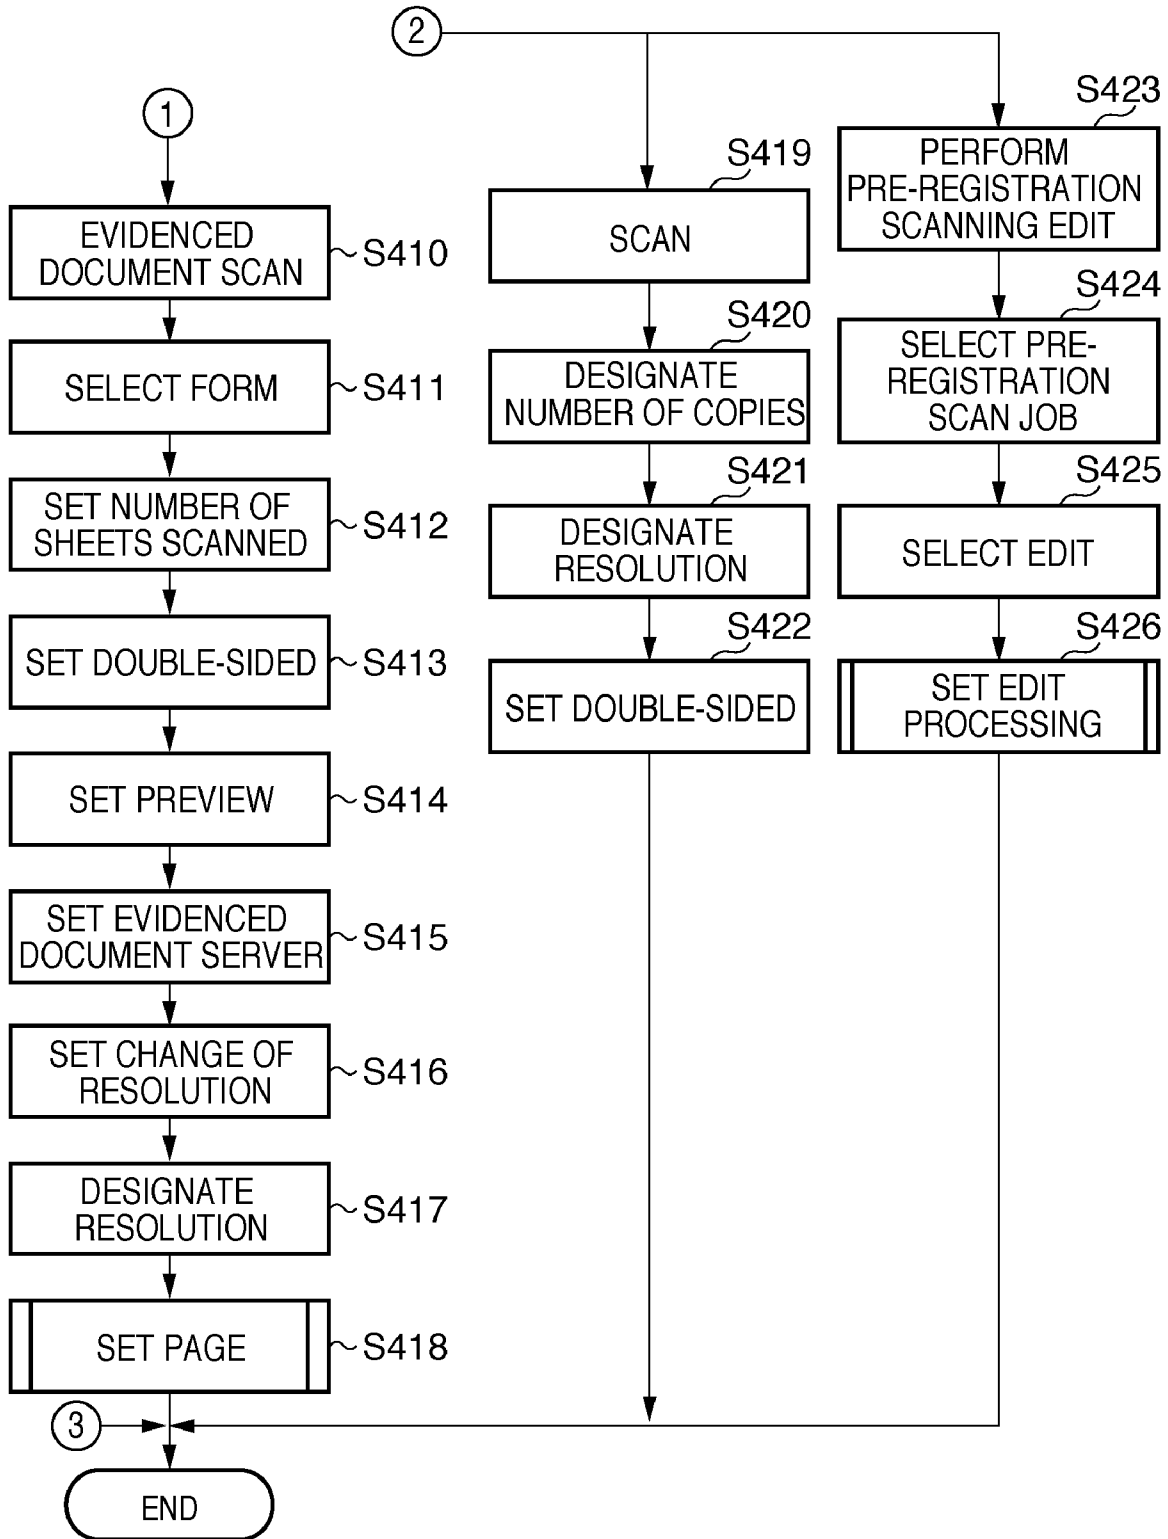 1
EVIDENCED
DOCUMENT SCAN
S410
SELECT FORM
S411
SET NUMBER OF
SHEETS SCANNED
S412
SET DOUBLE-SIDED
S413
SET PREVIEW
S414
SET EVIDENCED
DOCUMENT SERVER
S415
SET CHANGE OF
RESOLUTION
S416
DESIGNATE
RESOLUTION
S417
SET PAGE
S418
3
END
2
S419
SCAN
S420
DESIGNATE
NUMBER OF COPIES
S421
DESIGNATE
RESOLUTION
S422
SET DOUBLE-SIDED
S423
PERFORM
PRE-REGISTRATION
SCANNING EDIT
S424
SELECT PRE-
REGISTRATION
SCAN JOB
S425
SELECT EDIT
S426
SET EDIT
PROCESSING